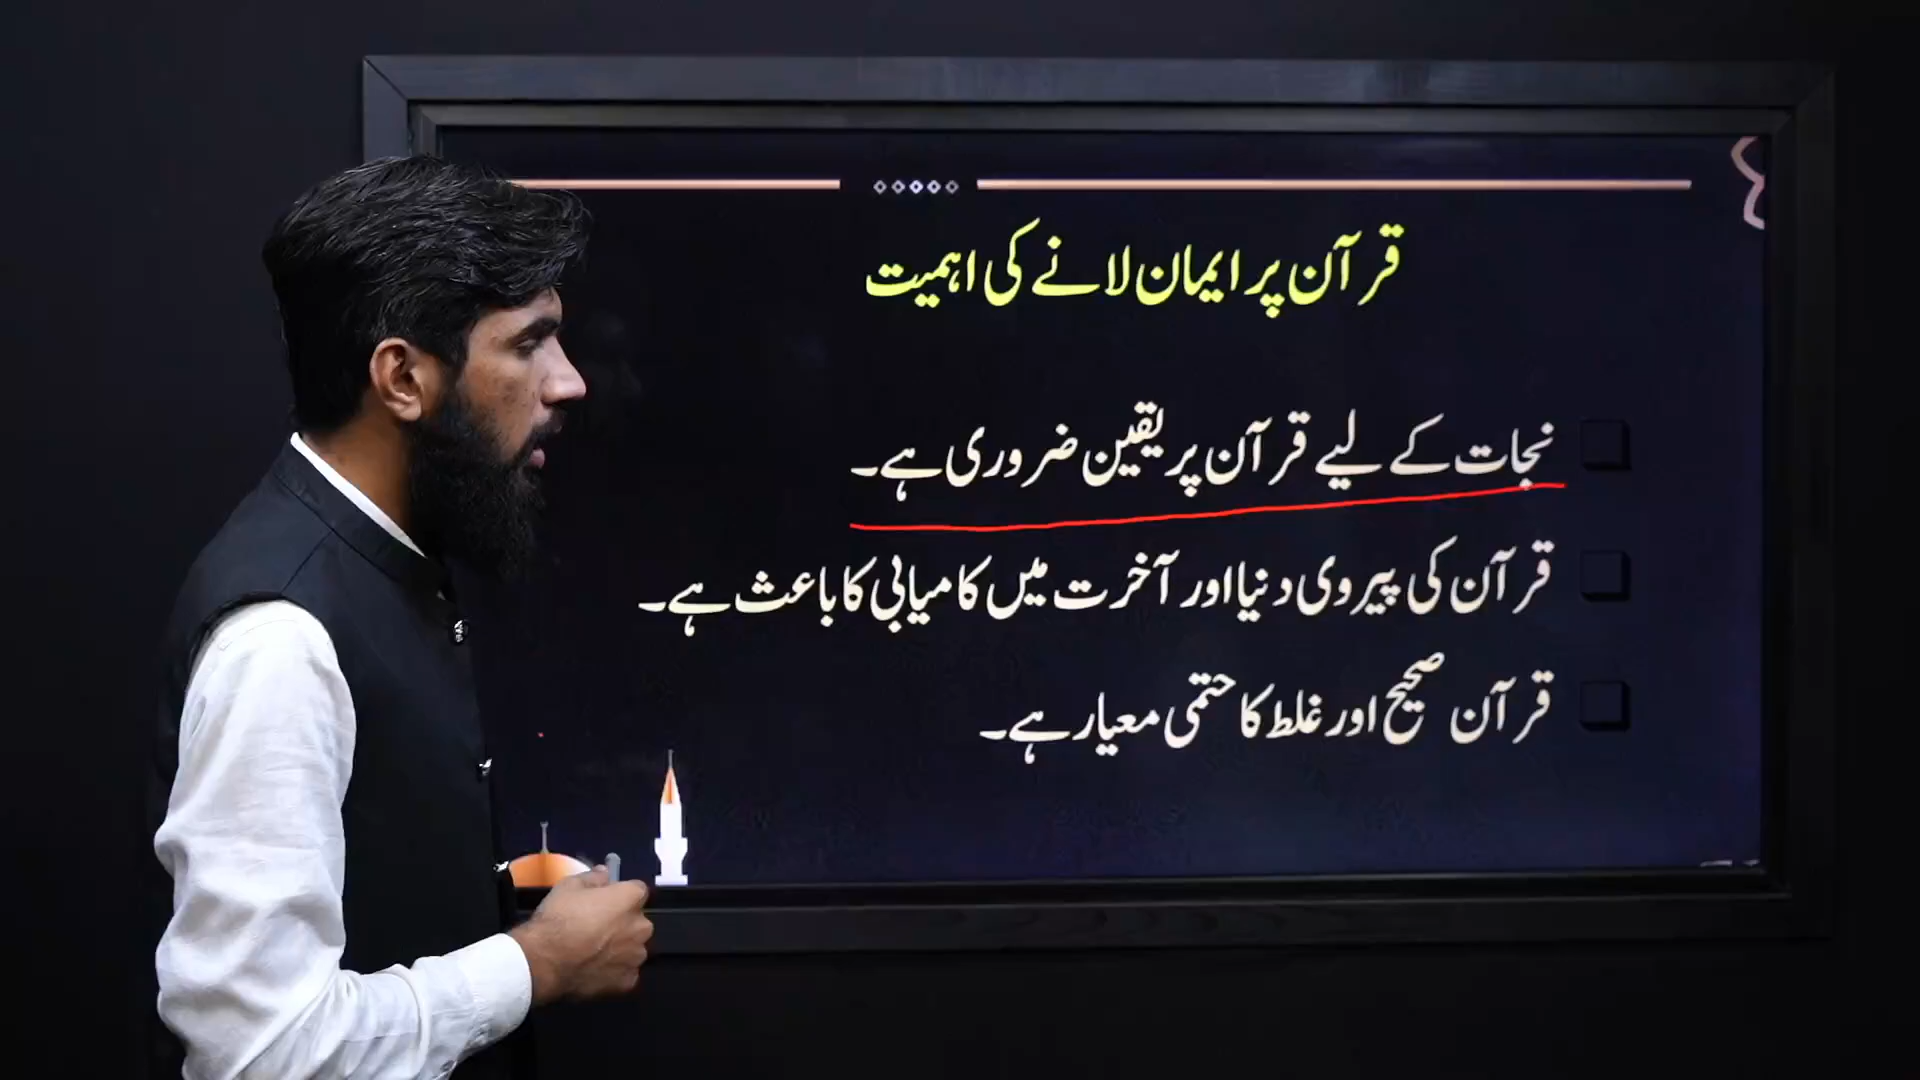 قرآن پر ایمان لانے کی اہمیت
نجات کے لیے قرآن پر یقین ضروری ہے۔
قرآن کی پیروی دنیا اور آخرت میں کامیابی کا باعث ہے۔
قرآن صحیح اور غلط کا حتمی معیار ہے۔